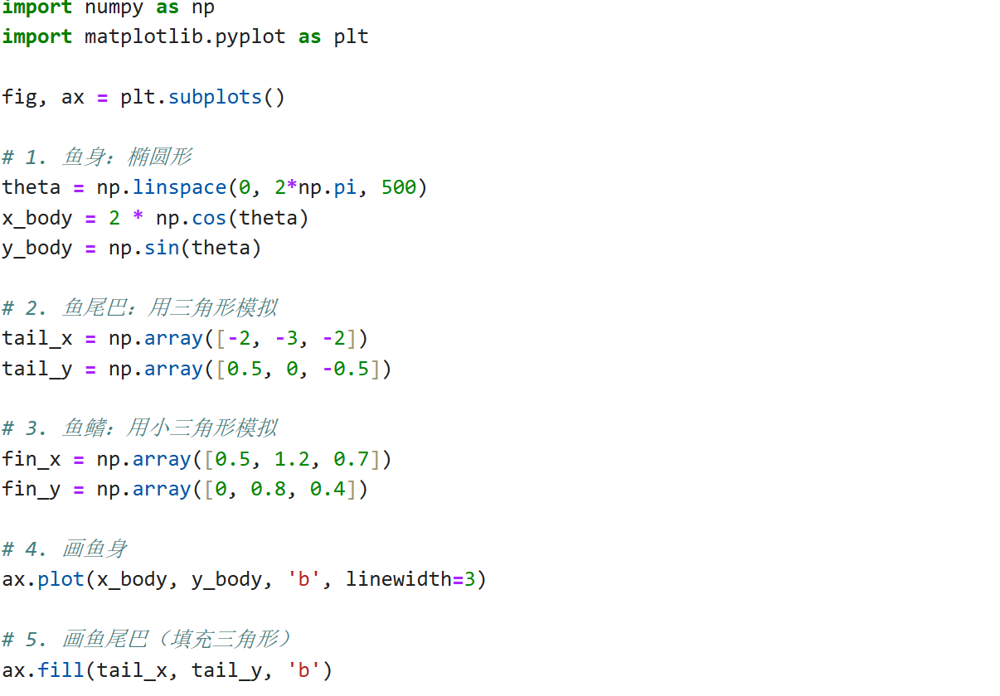 import numpy as np
import matplotlib.pyplot as plt
fig, ax = plt.subplots()
# 1. 鱼身：椭圆形
theta = np.linspace(0, 2*np.pi, 500)
x_body = 2 * np.cos(theta)
y_body = np.sin(theta)
# 2. 鱼尾巴：用三角形模拟
tail_x = np.array([-2, -3, -2])
tail_y = np.array([0.5, 0, -0.5])
# 3. 鱼鳍：用小三角形模拟
fin_x = np.array([0.5, 1.2, 0.7])
fin_y = np.array([0, 0.8, 0.4])
# 4. 画鱼身
ax.plot(x_body, y_body, 'b', linewidth=3)
# 5. 画鱼尾巴（填充三角形）
ax.fill(tail_x, tail_y, 'b')